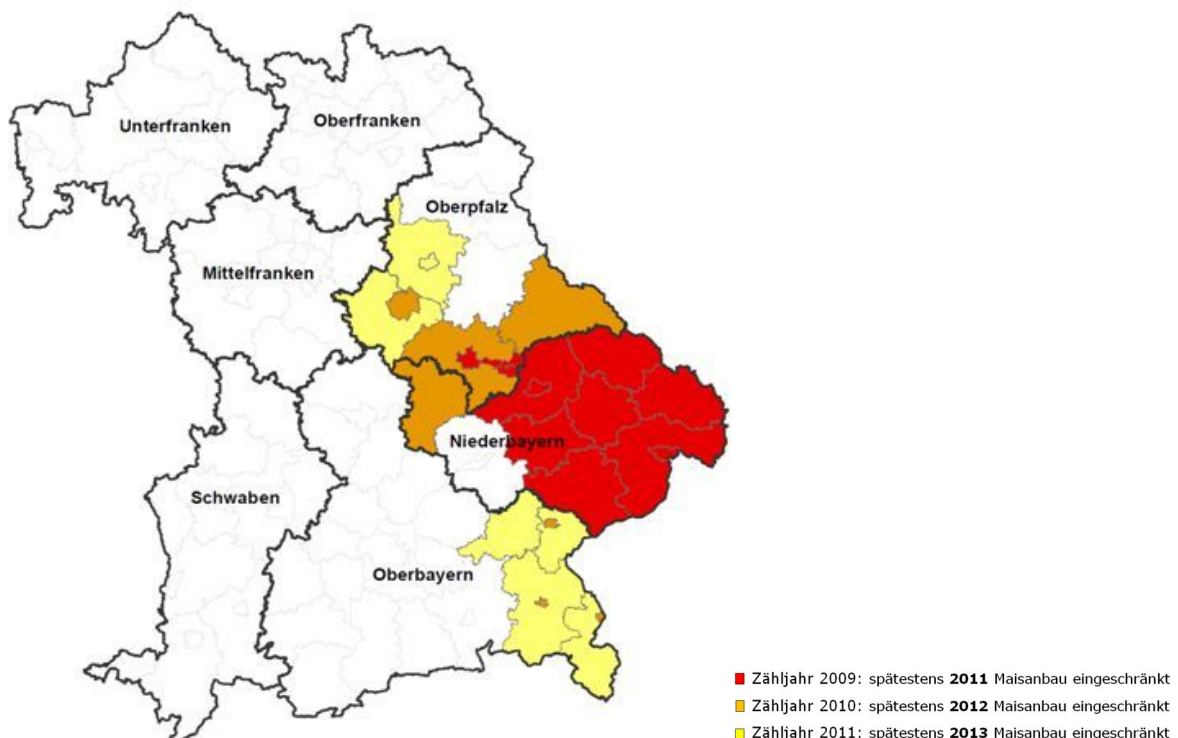 Unterfranken
Oberfranken
Oberpfalz
Mittelfranken
Niederbayern
Schwaben
Oberbayern
Zähljahr 2009: spätestens 2011 Maisanbau eingeschränkt
Zähljahr 2010: spätestens 2012 Maisanbau eingeschränkt
Zähljahr 2011: spätestens 2013 Maisanbau eingeschränkt